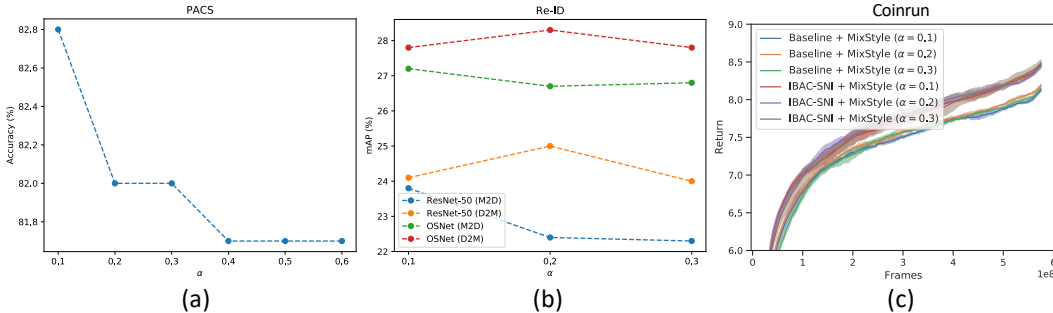 PACS
82.8
82.6
82.4
82.2
82.0
81.8
Accuracy (%)
0.1 0.2 0.3 0.4 0.5 0.6
α
(a)
Re-ID
28
27
26
25
24
23
22
mAP (%)
ResNet-50 (M2D)
ResNet-50 (D2M)
OSNet (M2D)
OSNet (D2M)
0.1 0.2 0.3
α
(b)
Coinrun
9.0
8.5
8.0
7.5
7.0
6.5
6.0
Return
Baseline + MixStyle (α = 0.1)
Baseline + MixStyle (α = 0.2)
Baseline + MixStyle (α = 0.3)
IBAC-SNI + MixStyle (α = 0.1)
IBAC-SNI + MixStyle (α = 0.2)
IBAC-SNI + MixStyle (α = 0.3)
0 1 2 3 4 5 6
Frames
1e8
(c)